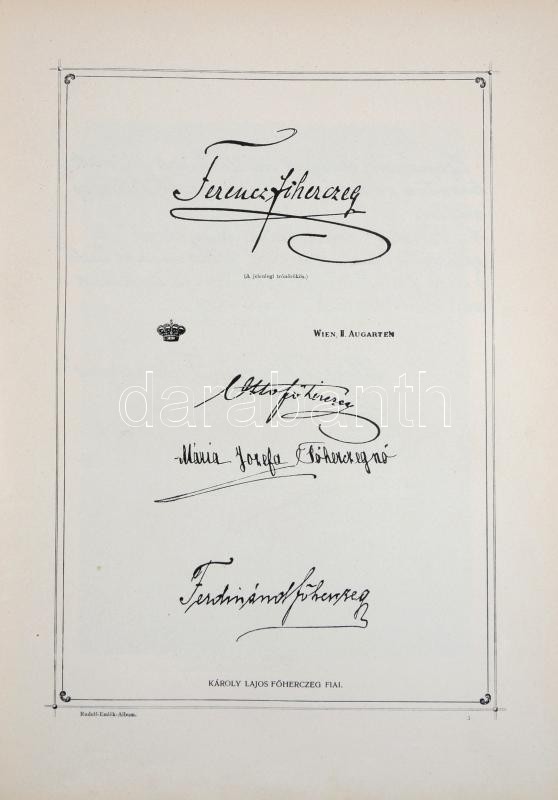 Ferencz főherczeg
(A jelenlegi trónörökös.)
WIEN, II. AUGARTEN
Otto főherczeg
darabanth
Mária Jozefa Főherczegnő
Ferdinánd főherczeg
KÁROLY LAJOS FŐHERCZEG FIAI.
Rudolf-Emlék-Album.